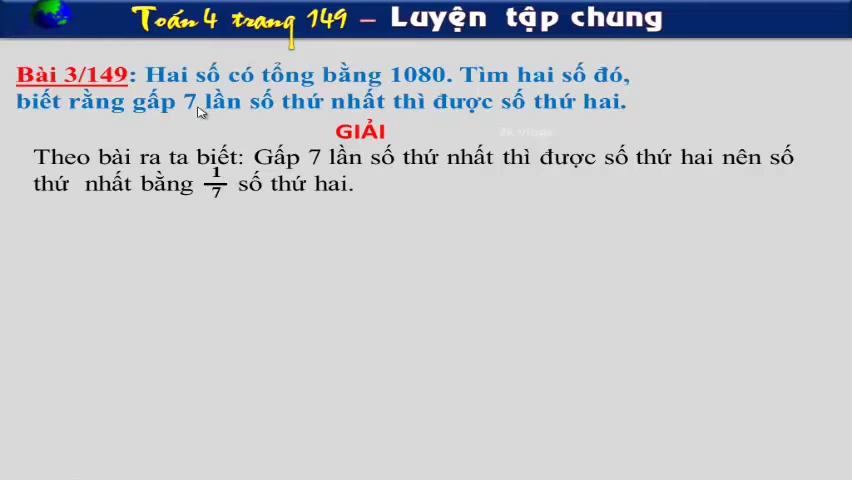 Toán 4 trang 149 – Luyện tập chung
Bài 3/149: Hai số có tổng bằng 1080. Tìm hai số đó,
biết rằng gấp 7 lần số thứ nhất thì được số thứ hai.
GIẢI
Theo bài ra ta biết: Gấp 7 lần số thứ nhất thì được số thứ hai nên số
thứ nhất bằng 1/7 số thứ hai.